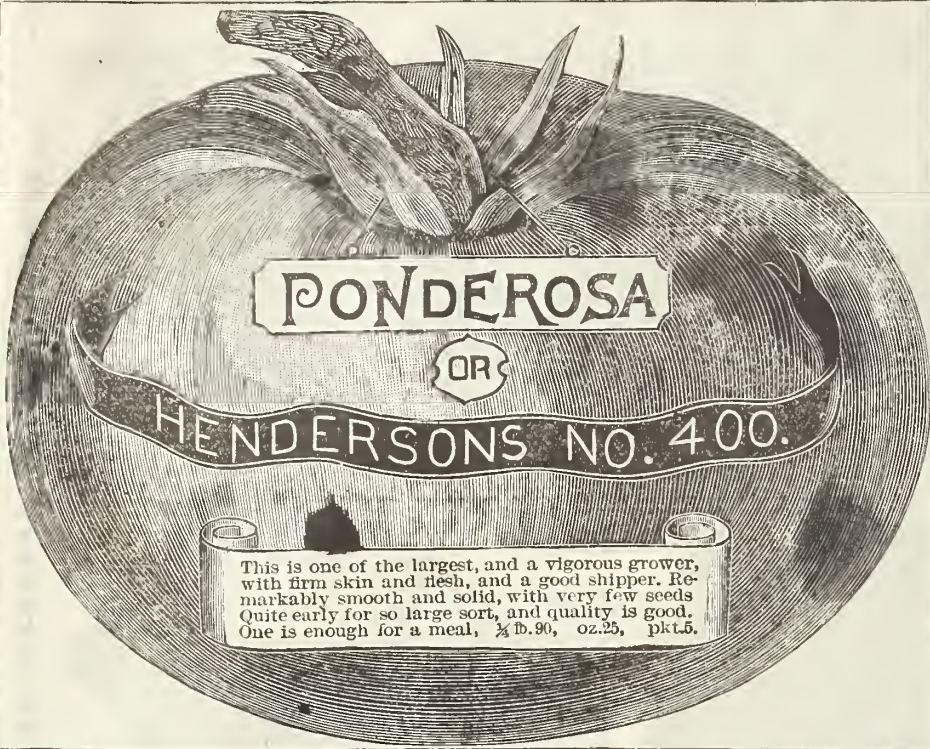 PONDEROSA
OR
HENDERSONS NO. 400.
This is one of the largest, and a vigorous grower,
with firm skin and flesh, and a good shipper. Re-
markably smooth and solid, with very few seeds
Quite early for so large sort, and quality is good.
One is enough for a meal, ¼ lb. 90, oz. 25, pkt. 5.